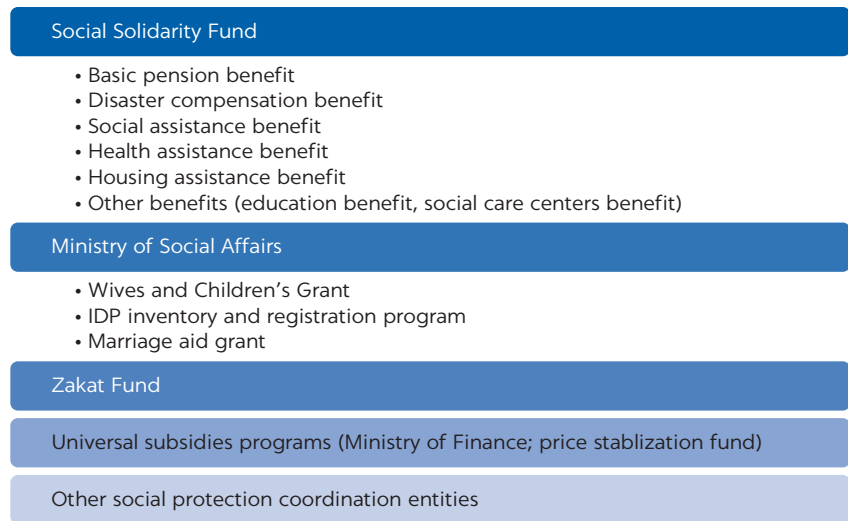 Social Solidarity Fund
• Basic pension benefit
• Disaster compensation benefit
• Social assistance benefit
• Health assistance benefit
• Housing assistance benefit
• Other benefits (education benefit, social care centers benefit)
Ministry of Social Affairs
• Wives and Children's Grant
• IDP inventory and registration program
• Marriage aid grant
Zakat Fund
Universal subsidies programs (Ministry of Finance; price stablization fund)
Other social protection coordination entities